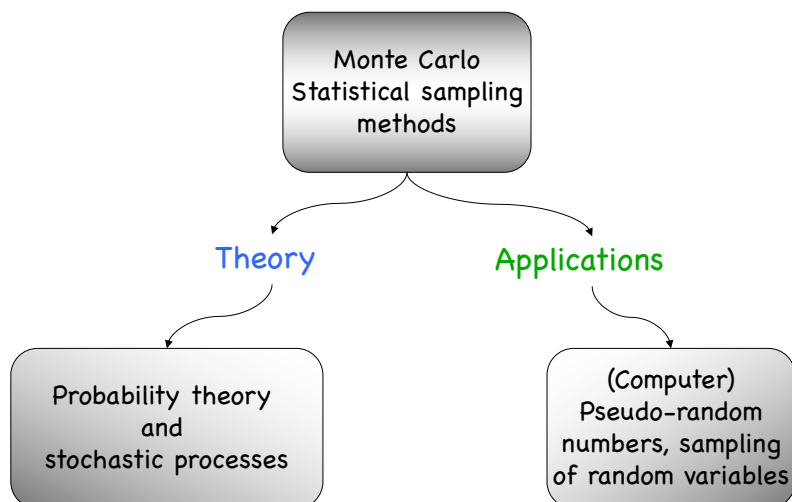 Monte Carlo
Statistical sampling
methods
Theory
Applications
Probability theory
and
stochastic processes
(Computer)
Pseudo-random
numbers, sampling
of random variables